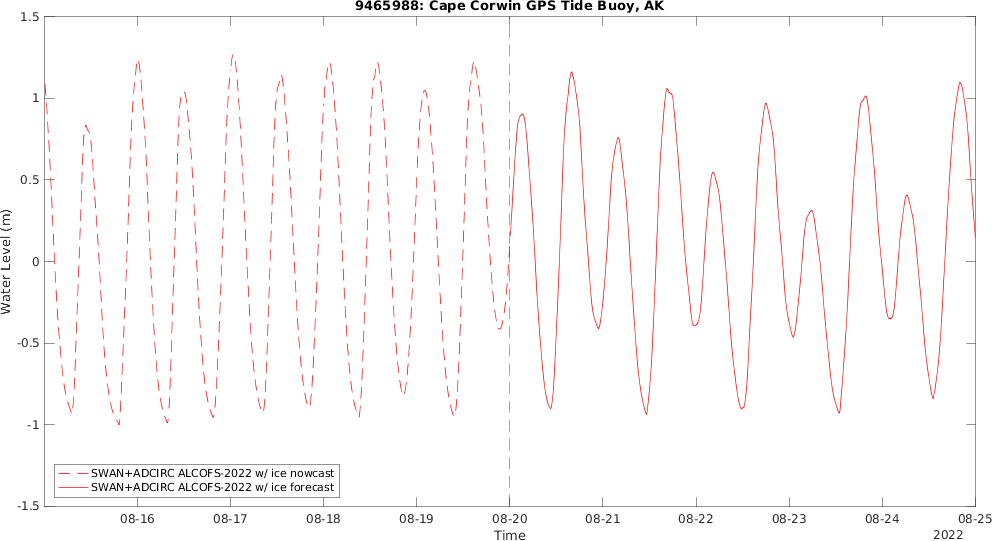 9465988: Cape Corwin GPS Tide Buoy, AK
1.5
1
0.5
0
-0.5
-1
-1.5
Water Level (m)
SWAN+ADCIRC ALCOFS-2022 w/ ice nowcast
SWAN+ADCIRC ALCOFS-2022 w/ ice forecast
08-16 08-17 08-18 08-19 08-20 08-21 08-22 08-23 08-24 08-25
Time
2022